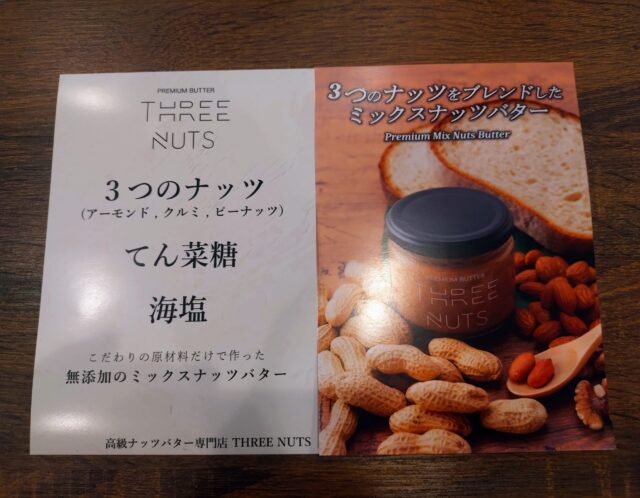 PREMIUM BUTTER
THREE
NUTS
3つのナッツ
(アーモンド,クルミ,ピーナッツ)
てん菜糖
海塩
こだわりの原材料だけで作った
無添加のミックスナッツバター
高級ナッツバター専門店 THREE NUTS
3つのナッツをブレンドした
ミックスナッツバター
Premium Mix Nuts Butter
PREMIUM BUTTER
THREE
NUTS